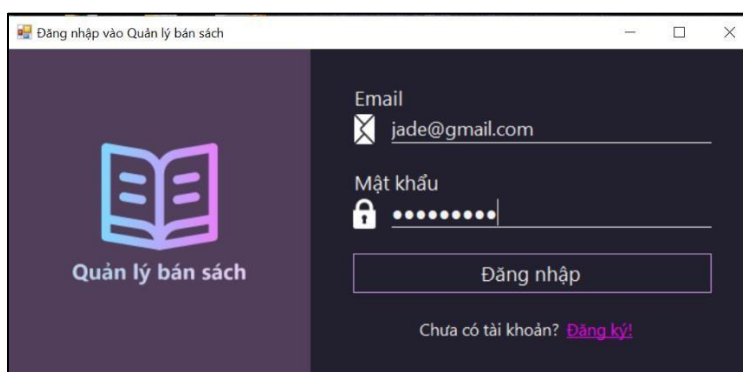 Đăng nhập vào Quản lý bán sách
Quản lý bán sách
Email
jade@gmail.com
Mật khẩu
●●●●●●●●●
Đăng nhập
Chưa có tài khoản? Đăng ký!